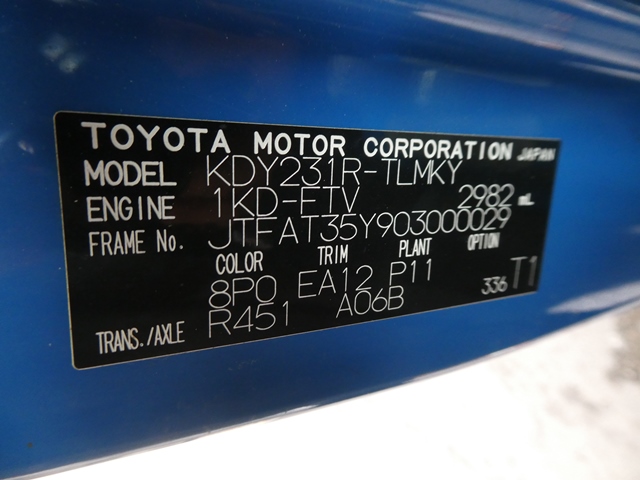 TOYOTA MOTOR CORPORATION JAPAN
MODEL KDY231R-TLMKY
ENGINE 1KD-FTV 2982 mL
FRAME No. JTFAT35Y903000029
COLOR TRIM PLANT OPTION
8P0 EA12 P11 336 T1
TRANS./AXLE R451 A06B